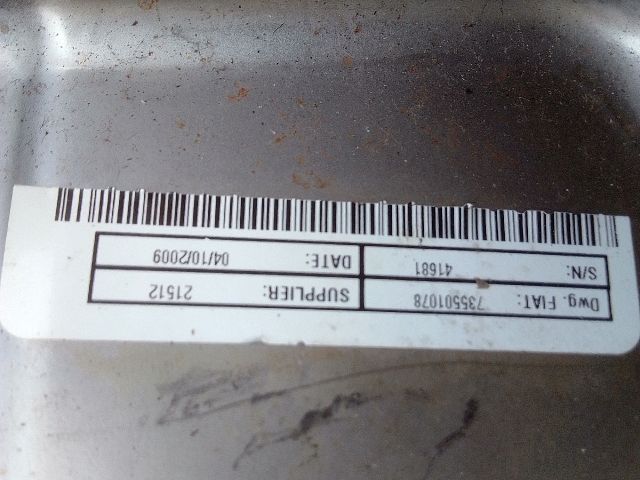 Dwg. FIAT: 735501078 SUPPLIER: 21512
S/N: 41681 DATE: 04/10/2009